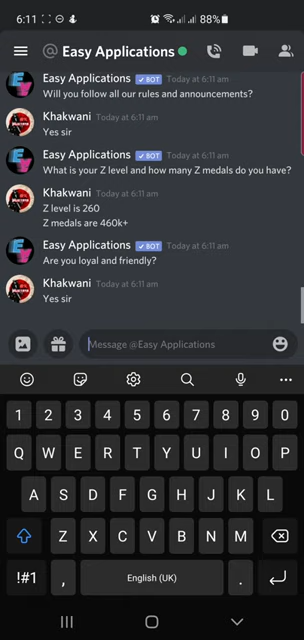 6:11 88%
@ Easy Applications
Easy Applications BOT Today at 6:11 am
Will you follow all our rules and announcements?
Khakwani Today at 6:11 am
Yes sir
Easy Applications BOT Today at 6:11 am
What is your Z level and how many Z medals do you have?
Khakwani Today at 6:11 am
Z level is 260
Z medals are 460k+
Easy Applications BOT Today at 6:11 am
Are you loyal and friendly?
Khakwani Today at 6:11 am
Yes sir
Message @Easy Applications
1 2 3 4 5 6 7 8 9 0
Q W E R T Y U I O P
A S D F G H J K L
Z X C V B N M
!#1 , English (UK) .